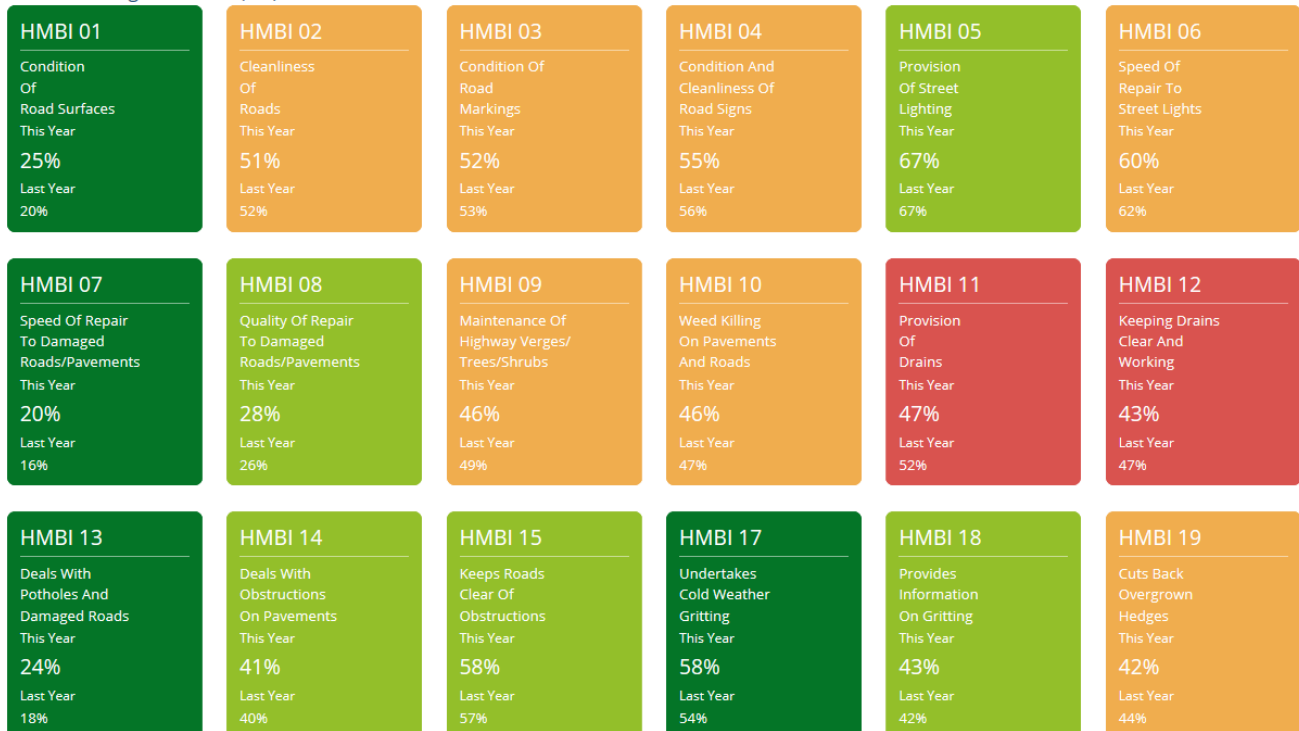 HMBI 01
Condition
Of
Road Surfaces
This Year
25%
Last Year
20%
HMBI 02
Cleanliness
Of
Roads
This Year
51%
Last Year
52%
HMBI 03
Condition Of
Road
Markings
This Year
52%
Last Year
53%
HMBI 04
Condition And
Cleanliness Of
Road Signs
This Year
55%
Last Year
56%
HMBI 05
Provision
Of Street
Lighting
This Year
67%
Last Year
67%
HMBI 06
Speed Of
Repair To
Street Lights
This Year
60%
Last Year
62%
HMBI 07
Speed Of Repair
To Damaged
Roads/Pavements
This Year
20%
Last Year
16%
HMBI 08
Quality Of Repair
To Damaged
Roads/Pavements
This Year
28%
Last Year
26%
HMBI 09
Maintenance Of
Highway Verges/
Trees/Shrubs
This Year
46%
Last Year
49%
HMBI 10
Weed Killing
On Pavements
And Roads
This Year
46%
Last Year
47%
HMBI 11
Provision
Of
Drains
This Year
47%
Last Year
52%
HMBI 12
Keeping Drains
Clear And
Working
This Year
43%
Last Year
47%
HMBI 13
Deals With
Potholes And
Damaged Roads
This Year
24%
Last Year
18%
HMBI 14
Deals With
Obstructions
On Pavements
This Year
41%
Last Year
40%
HMBI 15
Keeps Roads
Clear Of
Obstructions
This Year
58%
Last Year
57%
HMBI 17
Undertakes
Cold Weather
Gritting
This Year
58%
Last Year
54%
HMBI 18
Provides
Information
On Gritting
This Year
43%
Last Year
42%
HMBI 19
Cuts Back
Overgrown
Hedges
This Year
42%
Last Year
44%